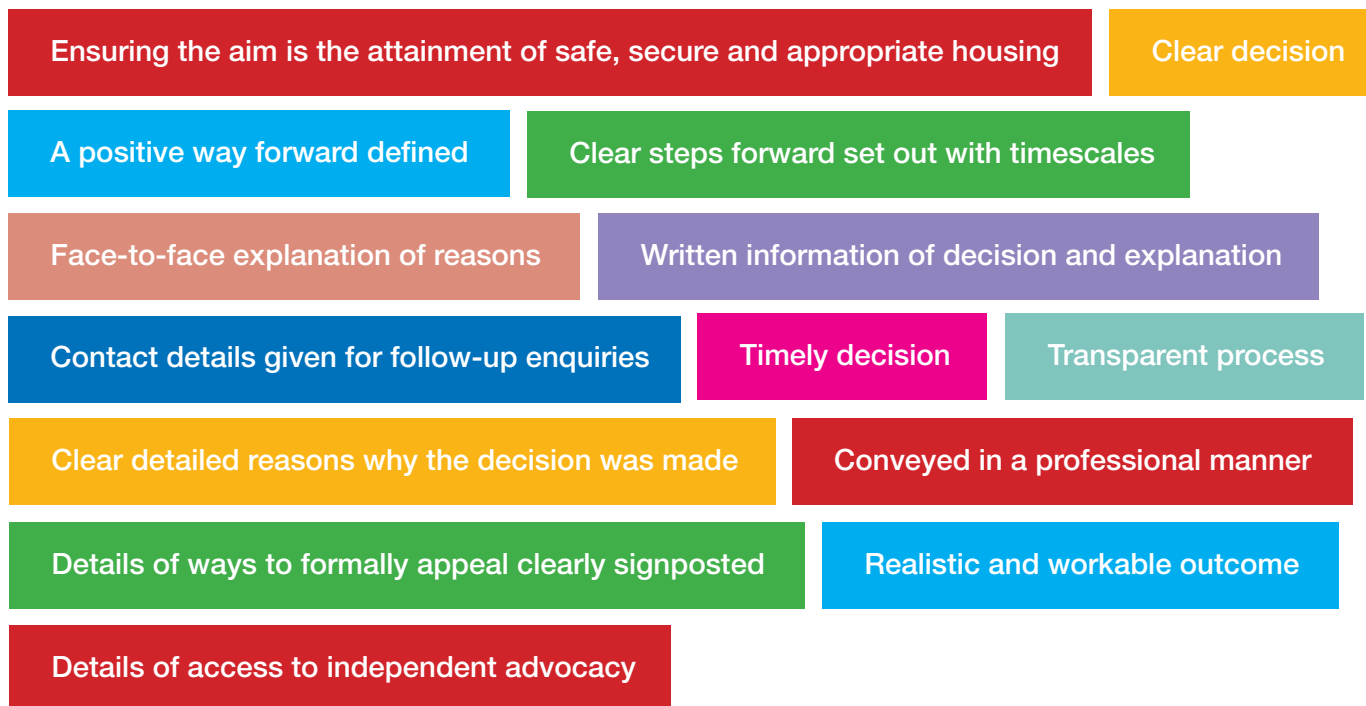 Ensuring the aim is the attainment of safe, secure and appropriate housing
Clear decision
A positive way forward defined
Clear steps forward set out with timescales
Face-to-face explanation of reasons
Written information of decision and explanation
Contact details given for follow-up enquiries
Timely decision
Transparent process
Clear detailed reasons why the decision was made
Conveyed in a professional manner
Details of ways to formally appeal clearly signposted
Realistic and workable outcome
Details of access to independent advocacy